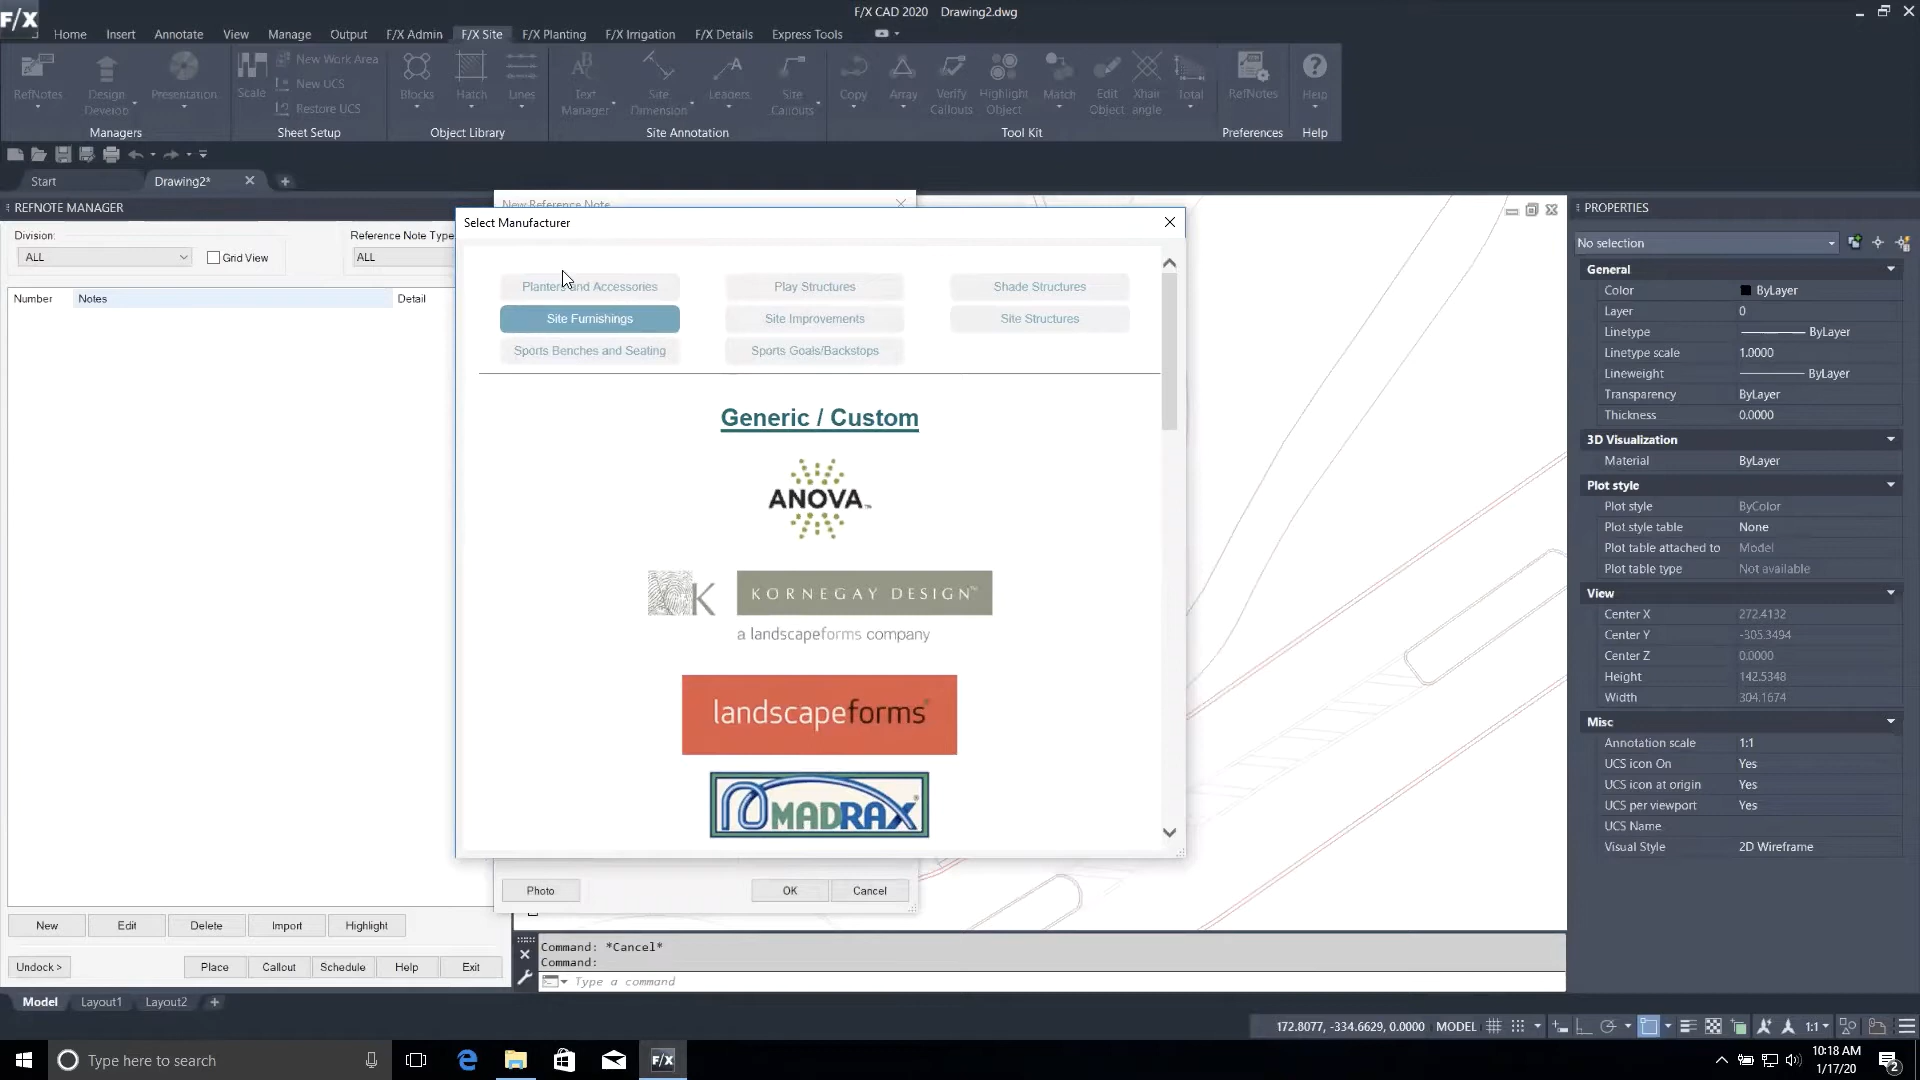 F/X
F/X CAD 2020 Drawing2.dwg
Home Insert Annotate View Manage Output F/X Admin F/X Site F/X Planting F/X Irrigation F/X Details Express Tools
RefNotes Design Develop Presentation
Managers
Scale New Work Area
New UCS
Restore UCS
Sheet Setup
Blocks Hatch Lines
Object Library
Text Manager Site Dimension Leaders Site Callouts
Site Annotation
Copy Array Verify Callouts Highlight Object Match Edit Object Xhair angle Total
Tool Kit
RefNotes
Preferences
Help
Help
Start Drawing2*
REFNOTE MANAGER
Division:
ALL
Grid View
Reference Note Type
ALL
Number Notes Detail
New Reference Note
Select Manufacturer
Planters and Accessories Play Structures Shade Structures
Site Furnishings Site Improvements Site Structures
Sports Benches and Seating Sports Goals/Backstops
Generic / Custom
ANOVA™
K KORNEGAY DESIGN™
a landscapeforms company
landscapeforms®
MADRAX®
Photo OK Cancel
New Edit Delete Import Highlight
Undock > Place Callout Schedule Help Exit
Command: *Cancel*
Command:
Type a command
PROPERTIES
No selection
General
Color ByLayer
Layer 0
Linetype ByLayer
Linetype scale 1.0000
Lineweight ByLayer
Transparency ByLayer
Thickness 0.0000
3D Visualization
Material ByLayer
Plot style
Plot style ByColor
Plot style table None
Plot table attached to Model
Plot table type Not available
View
Center X 272.4132
Center Y -305.3494
Center Z 0.0000
Height 142.5348
Width 304.1674
Misc
Annotation scale 1:1
UCS icon On Yes
UCS icon at origin Yes
UCS per viewport Yes
UCS Name
Visual Style 2D Wireframe
Model Layout1 Layout2
172.8077, -334.6629, 0.0000 MODEL 1:1
Type here to search
F/X
10:18 AM
1/17/20
2